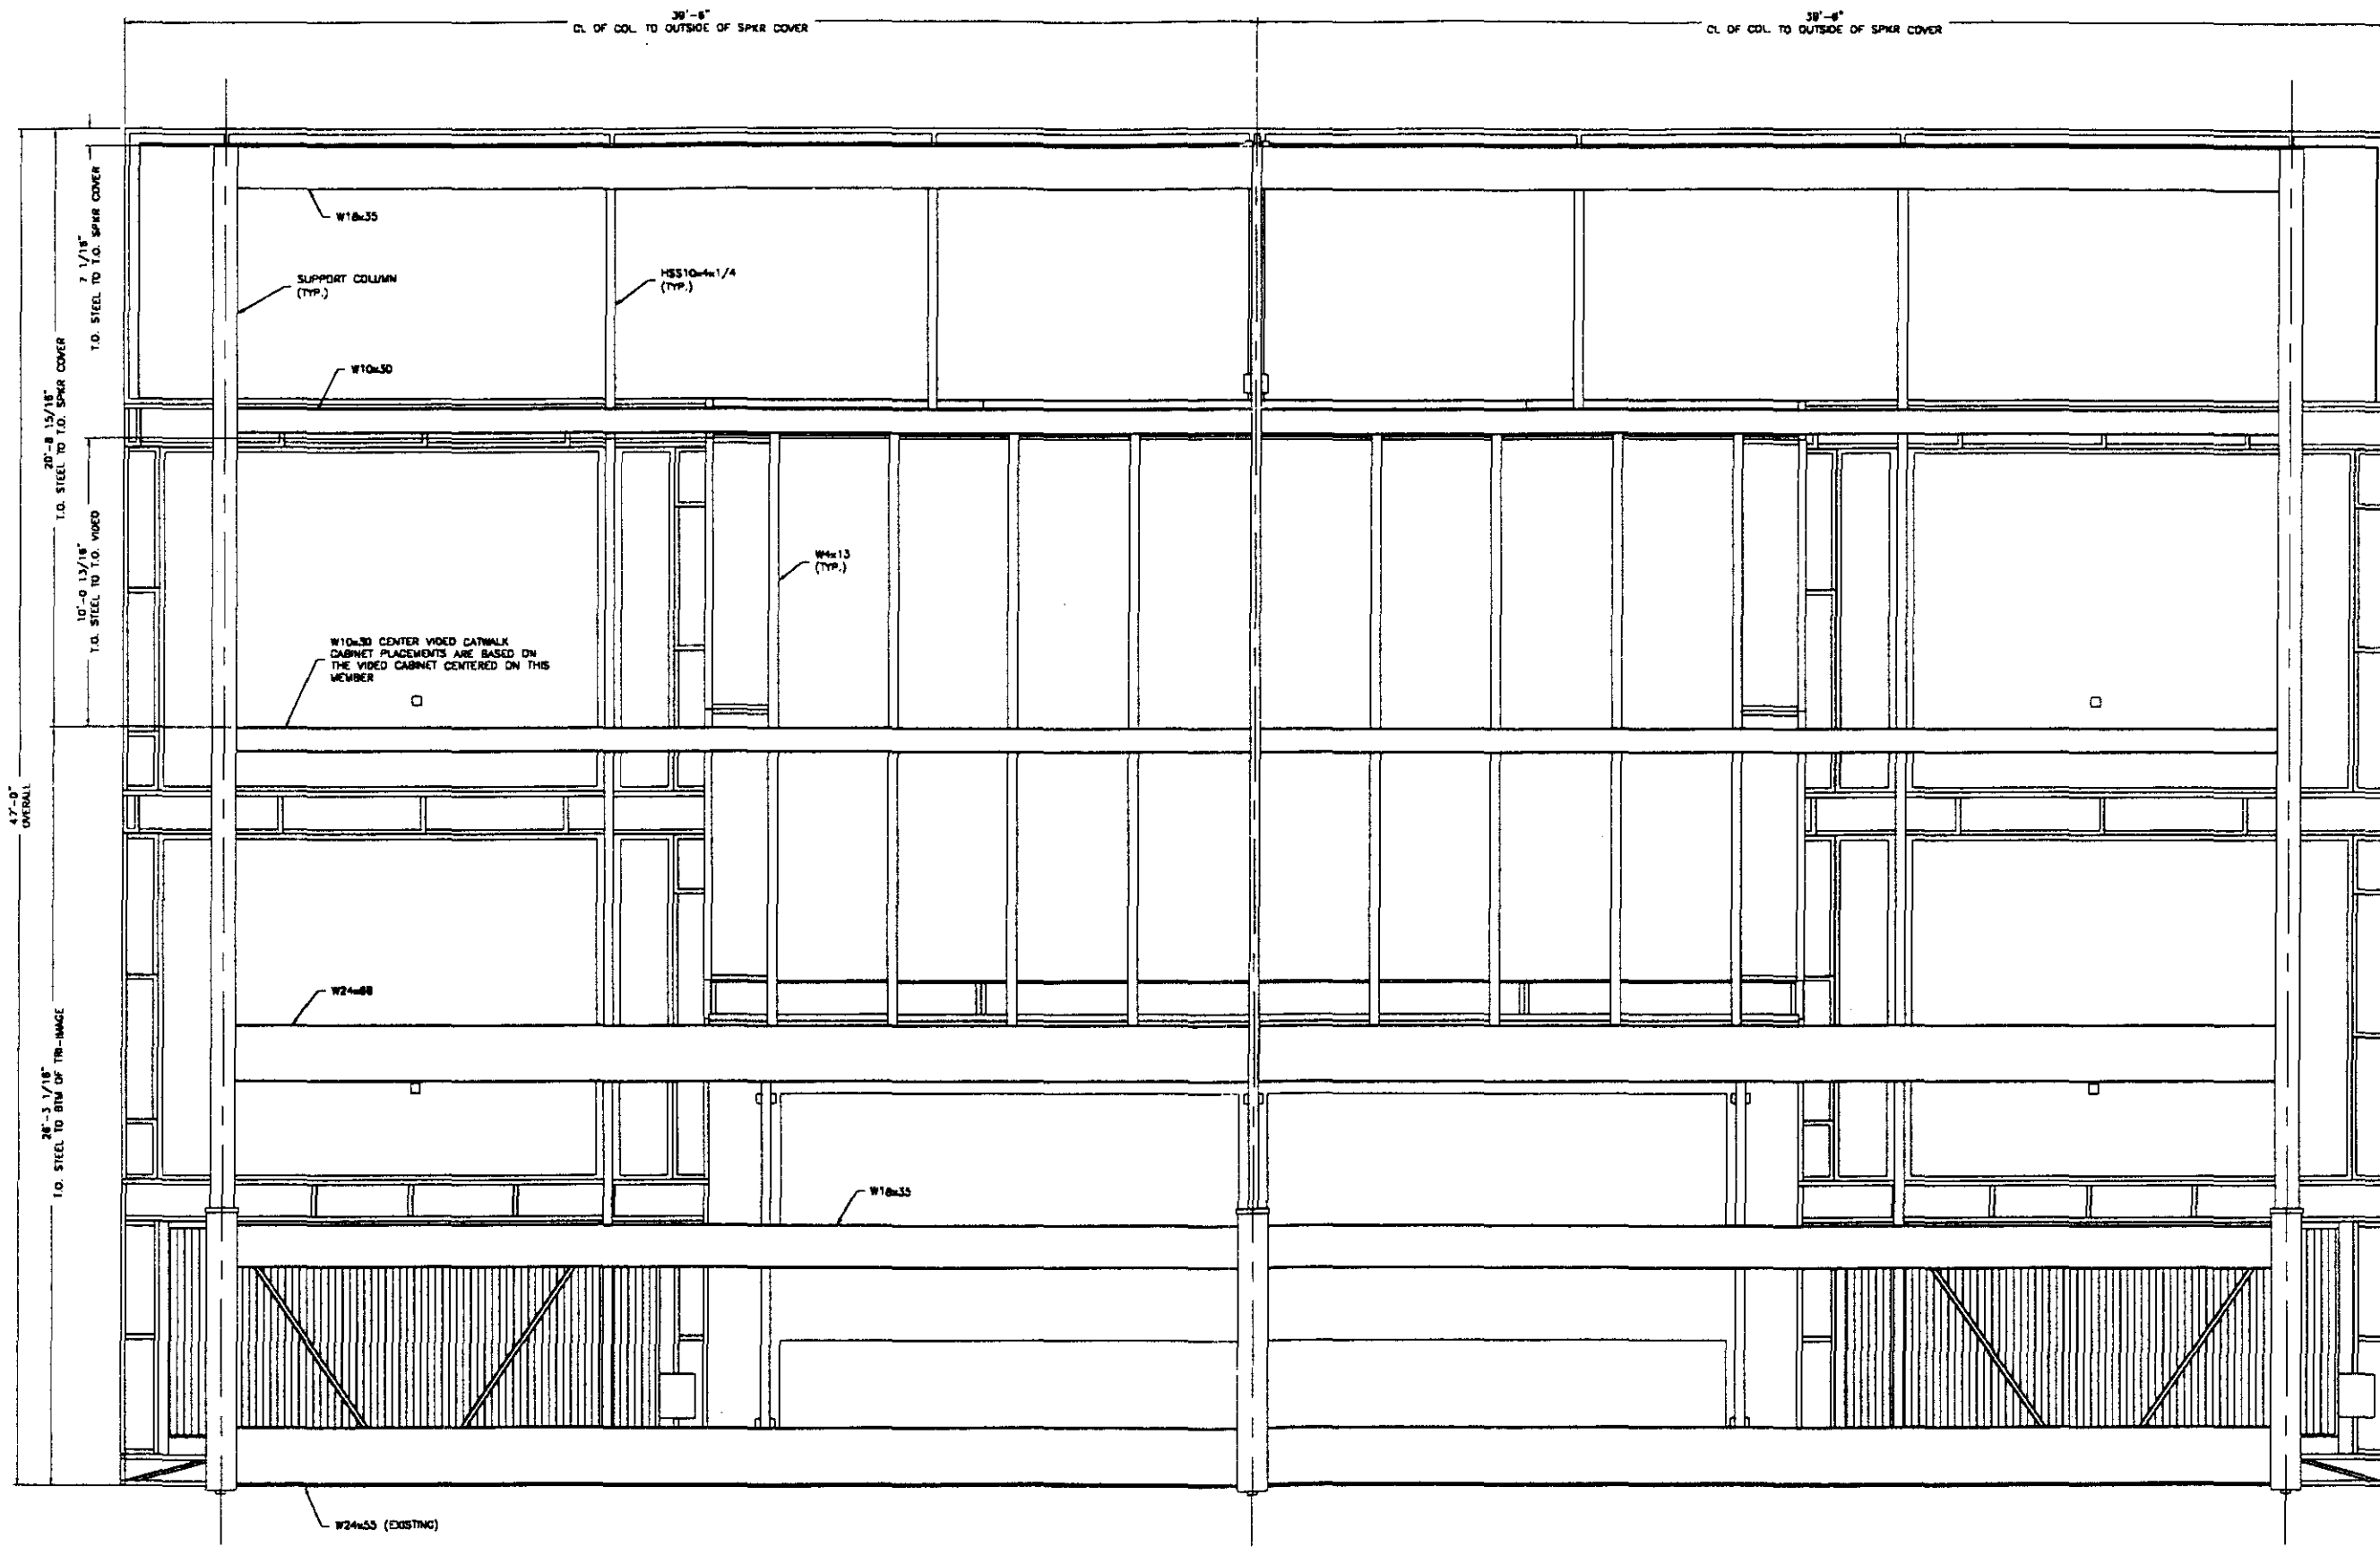 39'-6"
CL OF COL. TO OUTSIDE OF SPKR COVER
39'-6"
CL OF COL. TO OUTSIDE OF SPKR COVER
7 1/16"
T.O. STEEL TO T.O. SPKR COVER
W18x35
SUPPORT COLUMN
(TYP.)
HSS10x4x1/4
(TYP.)
W10x30
20'-8 15/16"
T.O. STEEL TO T.O. SPKR COVER
10'-0 13/16"
T.O. STEEL TO T.O. VIDEO
W4x13
(TYP.)
W10x30 CENTER VIDEO CATWALK
CABINET PLACEMENTS ARE BASED ON
THE VIDEO CABINET CENTERED ON THIS
MEMBER
47'-0"
OVERALL
W24x68
26'-3 1/16"
T.O. STEEL TO BTM OF TRI-IMAGE
W18x35
W24x55 (EXISTING)